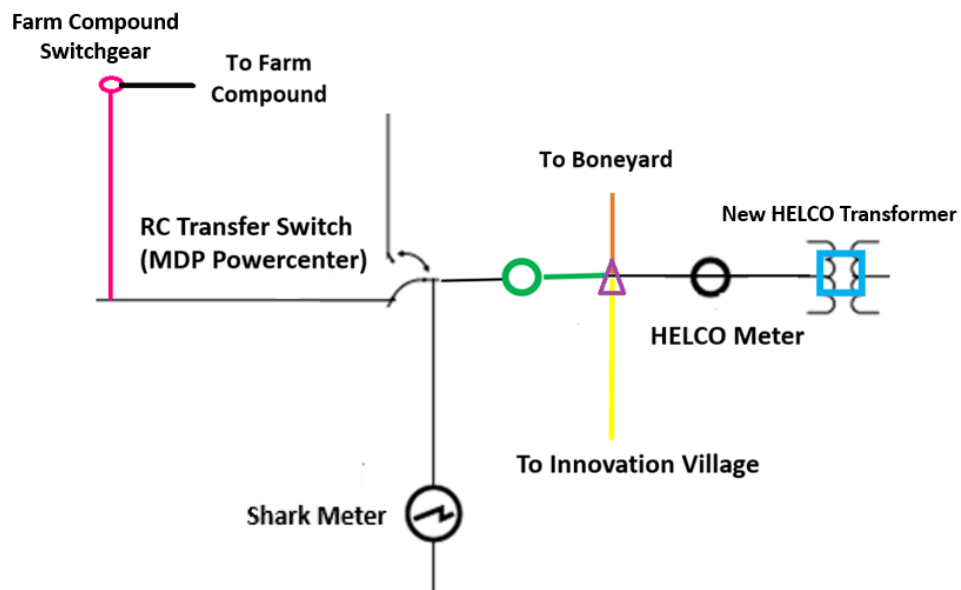 Farm Compound
Switchgear
To Farm
Compound
To Boneyard
New HELCO Transformer
RC Transfer Switch
(MDP Powercenter)
HELCO Meter
To Innovation Village
Shark Meter